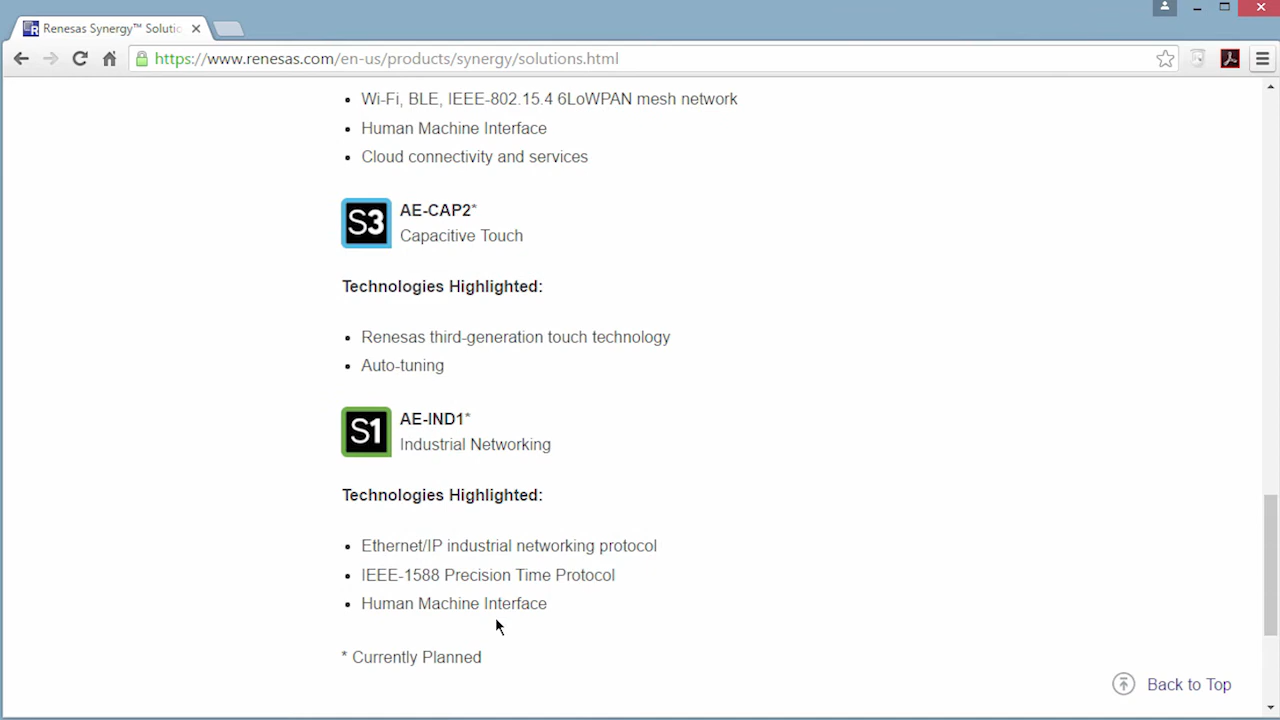 Renesas Synergy™ Solutio
https://www.renesas.com/en-us/products/synergy/solutions.html
• Wi-Fi, BLE, IEEE-802.15.4 6LoWPAN mesh network
• Human Machine Interface
• Cloud connectivity and services
S3
AE-CAP2*
Capacitive Touch
Technologies Highlighted:
• Renesas third-generation touch technology
• Auto-tuning
S1
AE-IND1*
Industrial Networking
Technologies Highlighted:
• Ethernet/IP industrial networking protocol
• IEEE-1588 Precision Time Protocol
• Human Machine Interface
* Currently Planned
Back to Top